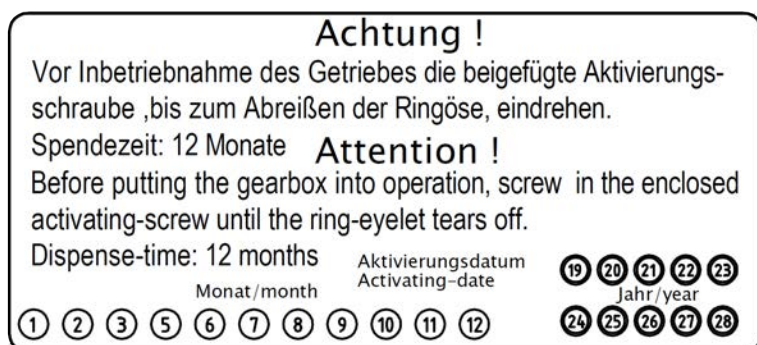 Achtung !
Vor Inbetriebnahme des Getriebes die beigefügte Aktivierungs-
schraube ,bis zum Abreißen der Ringöse, eindrehen.
Spendezeit: 12 Monate Attention !
Before putting the gearbox into operation, screw in the enclosed
activating-screw until the ring-eyelet tears off.
Dispense-time: 12 months
Aktivierungsdatum
Activating-date
19 20 21 22 23
Monat/month
Jahr/year
1 2 3 5 6 7 8 9 10 11 12
24 25 26 27 28